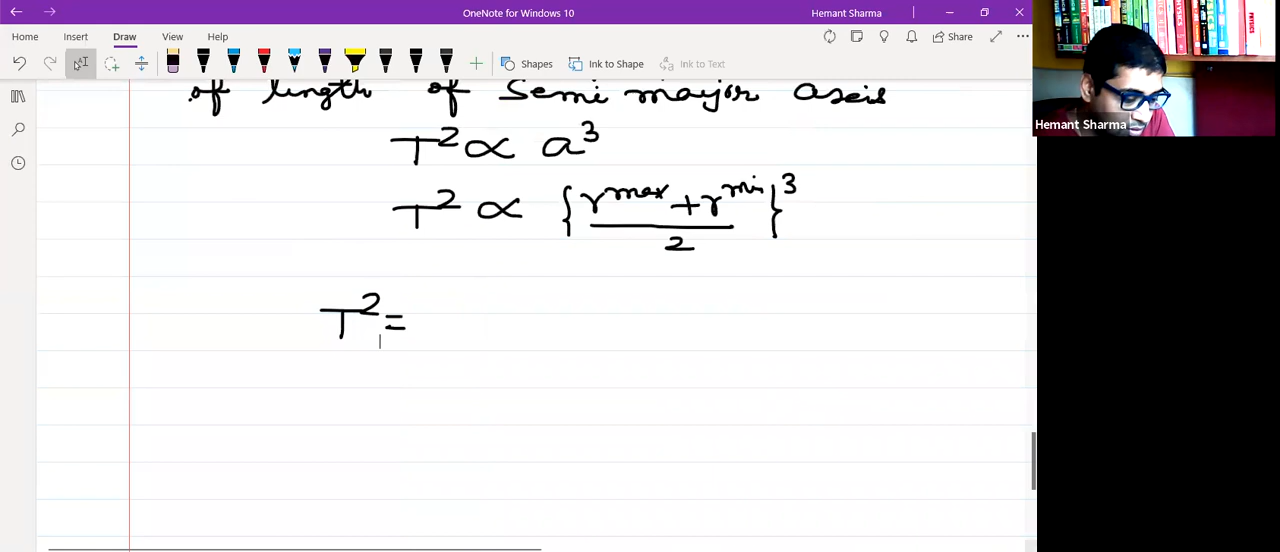 OneNote for Windows 10
Hemant Sharma
Home Insert Draw View Help
Share
Shapes Ink to Shape Ink to Text
of length of Semi major axis
T² ∝ a³
T² ∝ {(r^max + r^min)/2}³
T² =
Hemant Sharma
PHYSICS